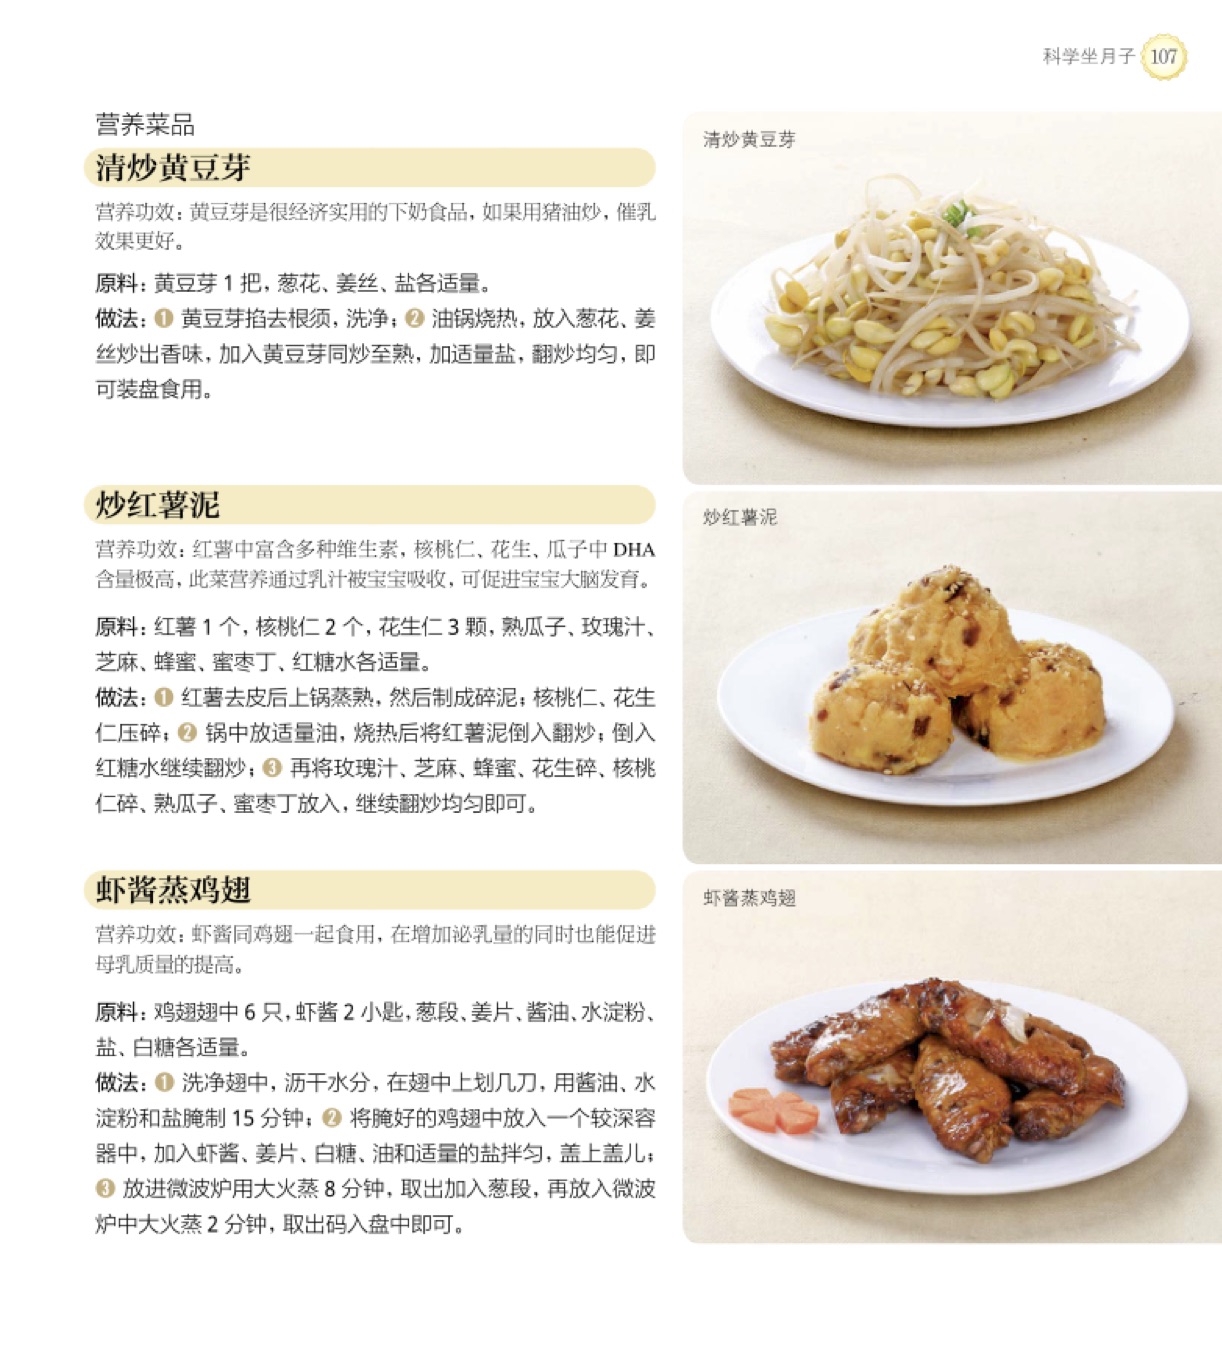 科学坐月子 107
营养菜品
清炒黄豆芽
营养功效：黄豆芽是很经济实用的下奶食品，如果用猪油炒，催乳
效果更好。
原料：黄豆芽 1 把，葱花、姜丝、盐各适量。
做法：❶ 黄豆芽掐去根须，洗净；❷ 油锅烧热，放入葱花、姜
丝炒出香味，加入黄豆芽同炒至熟，加适量盐，翻炒均匀，即
可装盘食用。
清炒黄豆芽
炒红薯泥
营养功效：红薯中富含多种维生素，核桃仁、花生、瓜子中 DHA
含量极高，此菜营养通过乳汁被宝宝吸收，可促进宝宝大脑发育。
原料：红薯 1 个，核桃仁 2 个，花生仁 3 颗，熟瓜子、玫瑰汁、
芝麻、蜂蜜、蜜枣丁、红糖水各适量。
做法：❶ 红薯去皮后上锅蒸熟，然后制成碎泥；核桃仁、花生
仁压碎；❷ 锅中放适量油，烧热后将红薯泥倒入翻炒；倒入
红糖水继续翻炒；❸ 再将玫瑰汁、芝麻、蜂蜜、花生碎、核桃
仁碎、熟瓜子、蜜枣丁放入，继续翻炒均匀即可。
炒红薯泥
虾酱蒸鸡翅
营养功效：虾酱同鸡翅一起食用，在增加泌乳量的同时也能促进
母乳质量的提高。
原料：鸡翅翅中 6 只，虾酱 2 小匙，葱段、姜片、酱油、水淀粉、
盐、白糖各适量。
做法：❶ 洗净翅中，沥干水分，在翅中上划几刀，用酱油、水
淀粉和盐腌制 15 分钟；❷ 将腌好的鸡翅中放入一个较深容
器中，加入虾酱、姜片、白糖、油和适量的盐拌匀，盖上盖儿；
❸ 放进微波炉用大火蒸 8 分钟，取出加入葱段，再放入微波
炉中大火蒸 2 分钟，取出码入盘中即可。
虾酱蒸鸡翅